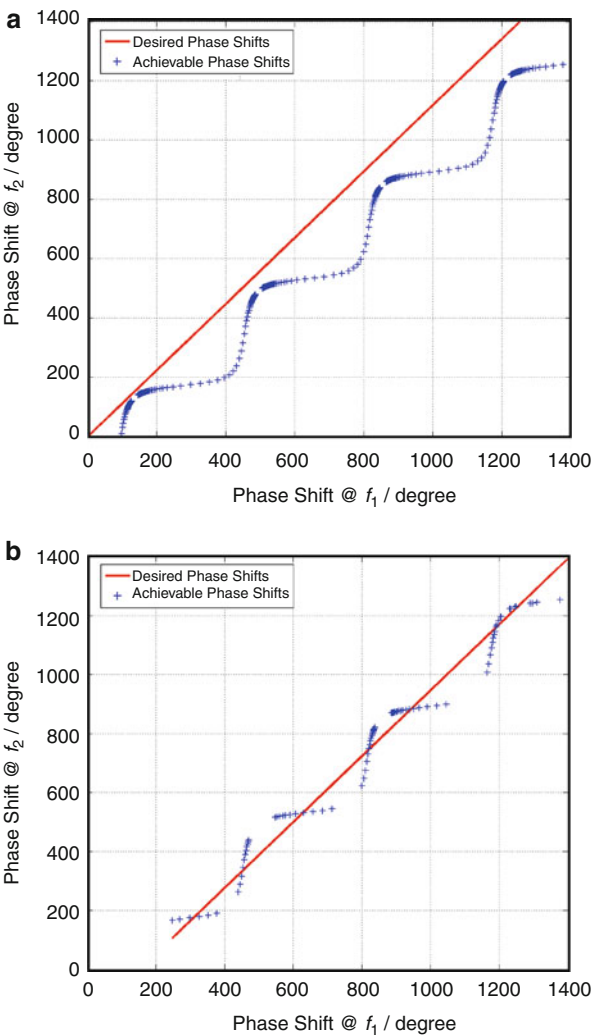 a
1400
1200
1000
800
600
400
200
0
Phase Shift @ f2 / degree
Desired Phase Shifts
Achievable Phase Shifts
0 200 400 600 800 1000 1200 1400
Phase Shift @ f1 / degree
b
1400
1200
1000
800
600
400
200
0
Phase Shift @ f2 / degree
Desired Phase Shifts
Achievable Phase Shifts
0 200 400 600 800 1000 1200 1400
Phase Shift @ f1 / degree